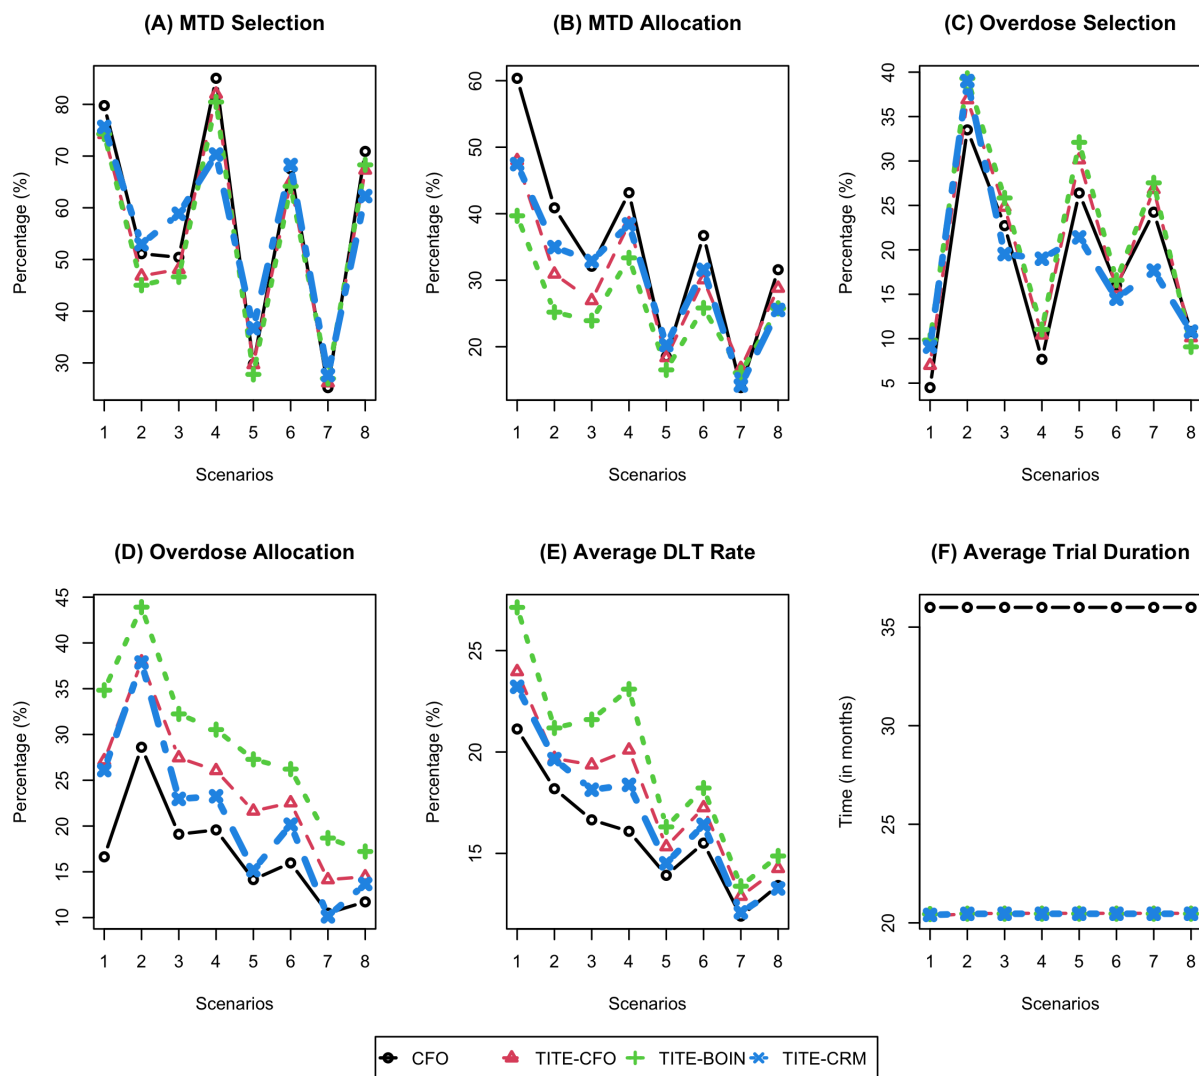 (A) MTD Selection
Percentage (%)
80
70
60
50
40
30
1 2 3 4 5 6 7 8
Scenarios
(B) MTD Allocation
Percentage (%)
60
50
40
30
20
1 2 3 4 5 6 7 8
Scenarios
(C) Overdose Selection
Percentage (%)
40
35
30
25
20
15
10
5
1 2 3 4 5 6 7 8
Scenarios
(D) Overdose Allocation
Percentage (%)
45
40
35
30
25
20
15
10
1 2 3 4 5 6 7 8
Scenarios
(E) Average DLT Rate
Percentage (%)
25
20
15
1 2 3 4 5 6 7 8
Scenarios
(F) Average Trial Duration
Time (in months)
35
30
25
20
1 2 3 4 5 6 7 8
Scenarios
CFO TITE-CFO TITE-BOIN TITE-CRM